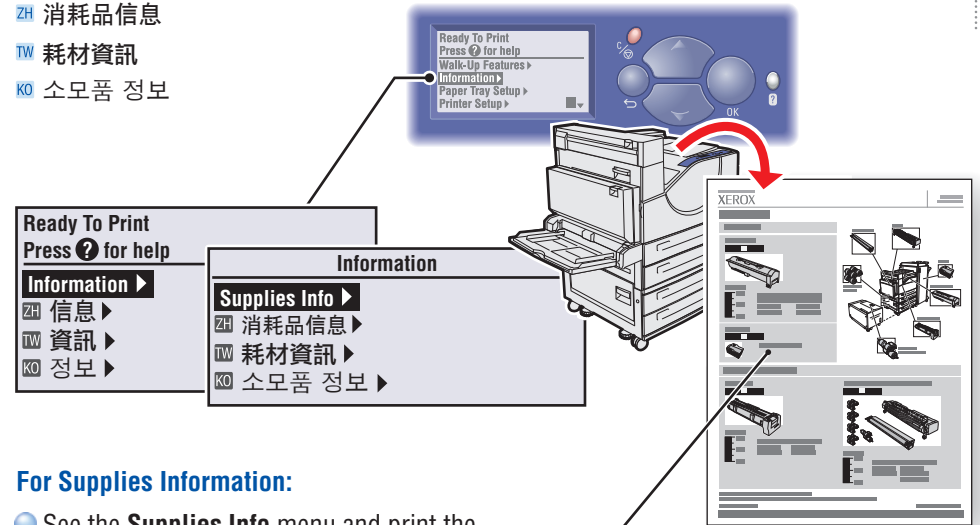 ZH 消耗品信息
TW 耗材資訊
KO 소모품 정보
Ready To Print
Press ? for help
Walk-Up Features
Information
Paper Tray Setup
Printer Setup
C/
?
OK
XEROX
Ready To Print
Press ? for help
Information
ZH 信息
TW 資訊
KO 정보
Information
Supplies Info
ZH 消耗品信息
TW 耗材資訊
KO 소모품 정보
For Supplies Information:
See the Supplies Info menu and print the